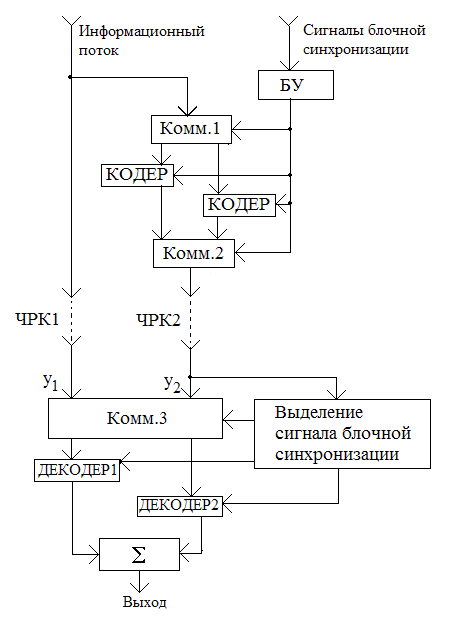 Информационный
поток
Сигналы блочной
синхронизации
БУ
Комм.1
КОДЕР
КОДЕР
Комм.2
ЧРК1
ЧРК2
y1
y2
Комм.3
Выделение
сигнала блочной
синхронизации
ДЕКОДЕР1
ДЕКОДЕР2
Σ
Выход